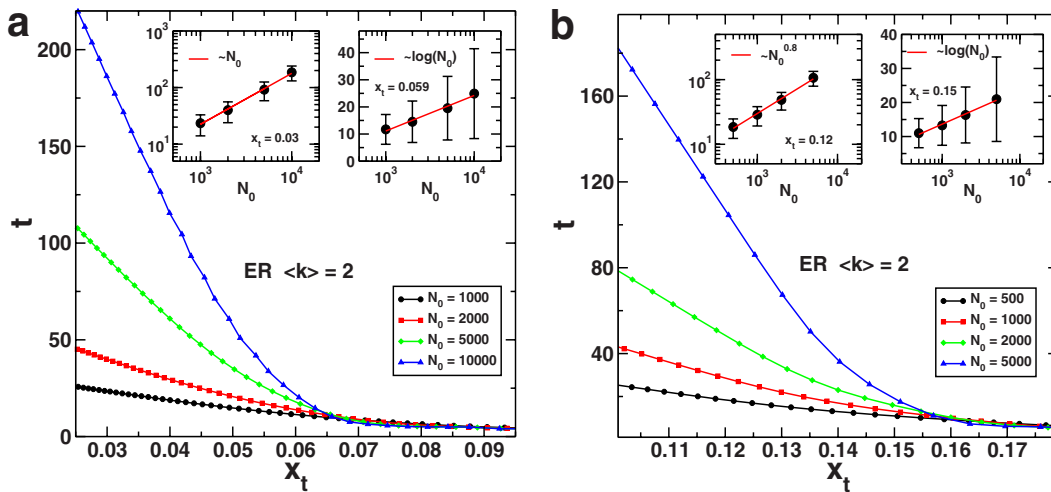 a
t
220
200
150
100
50
25
0
0.03 0.04 0.05 0.06 0.07 0.08 0.09
x_t
ER <k> = 2
N_0 = 1000
N_0 = 2000
N_0 = 5000
N_0 = 10000
10^3
10^2
10^1
~N_0
x_t = 0.03
10^3 10^4
N_0
40
30
20
10
0
~log(N_0)
x_t = 0.059
10^3 10^4
N_0
b
t
180
140
100
80
40
0.11 0.12 0.13 0.14 0.15 0.16 0.17
x_t
ER <k> = 2
N_0 = 500
N_0 = 1000
N_0 = 2000
N_0 = 5000
10^2
10^1
~N_0^0.8
x_t = 0.12
10^3 10^4
N_0
40
30
20
10
0
~log(N_0)
x_t = 0.15
10^3 10^4
N_0